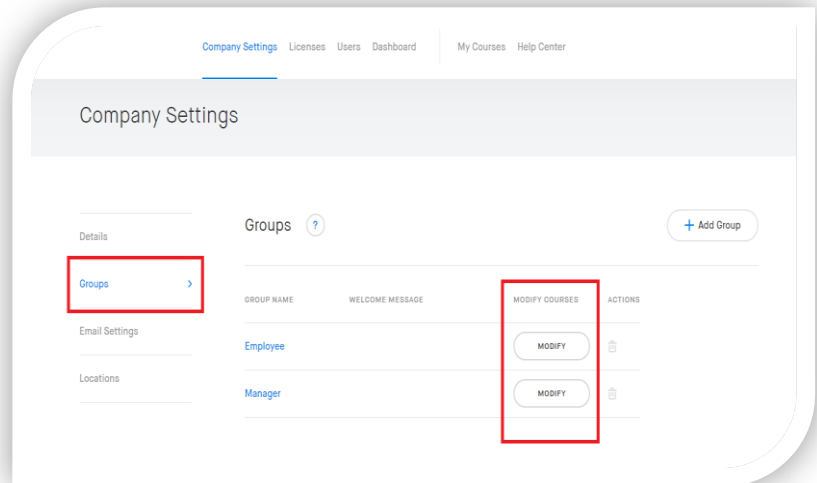 Company Settings Licenses Users Dashboard My Courses Help Center
Company Settings
Details
Groups >
Email Settings
Locations
Groups ?
+ Add Group
GROUP NAME WELCOME MESSAGE MODIFY COURSES ACTIONS
Employee MODIFY
Manager MODIFY